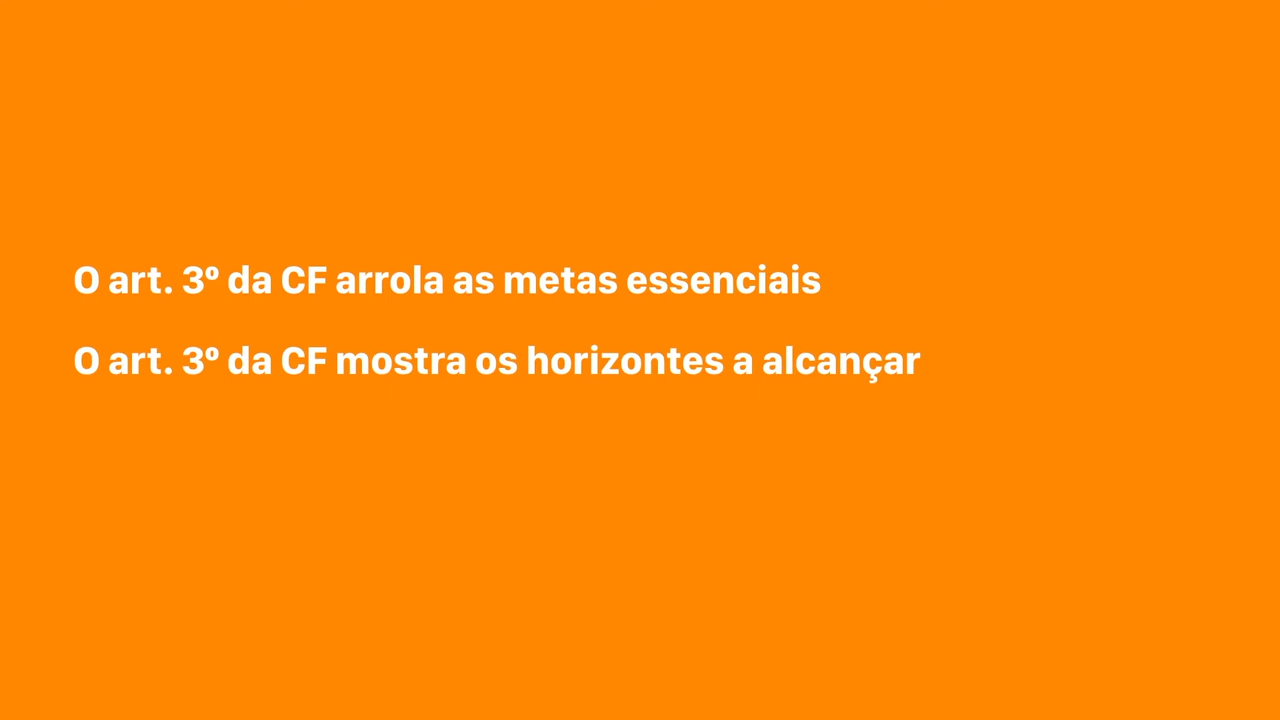 O art. 3º da CF arrola as metas essenciais
O art. 3º da CF mostra os horizontes a alcançar